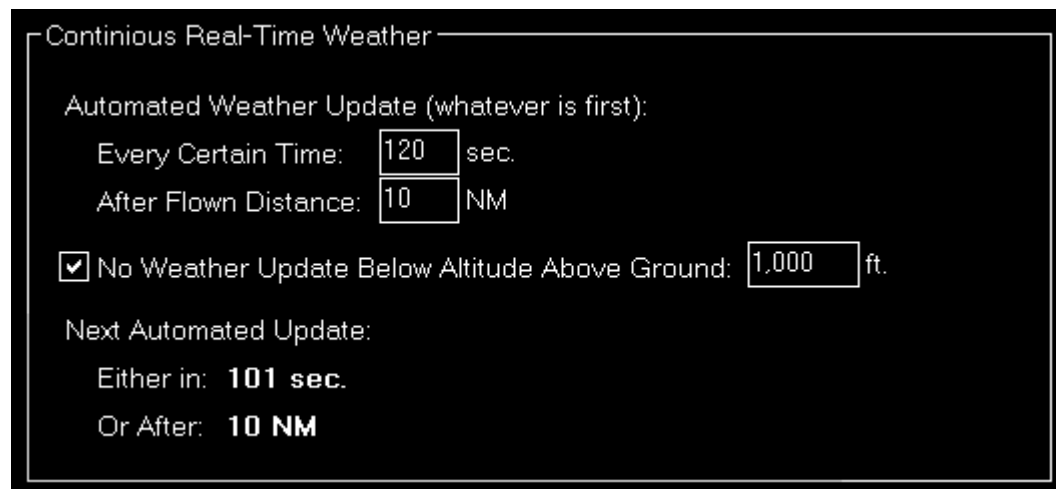 Continious Real-Time Weather
Automated Weather Update (whatever is first):
Every Certain Time: 120 sec.
After Flown Distance: 10 NM
No Weather Update Below Altitude Above Ground: 1,000 ft.
Next Automated Update:
Either in: 101 sec.
Or After: 10 NM